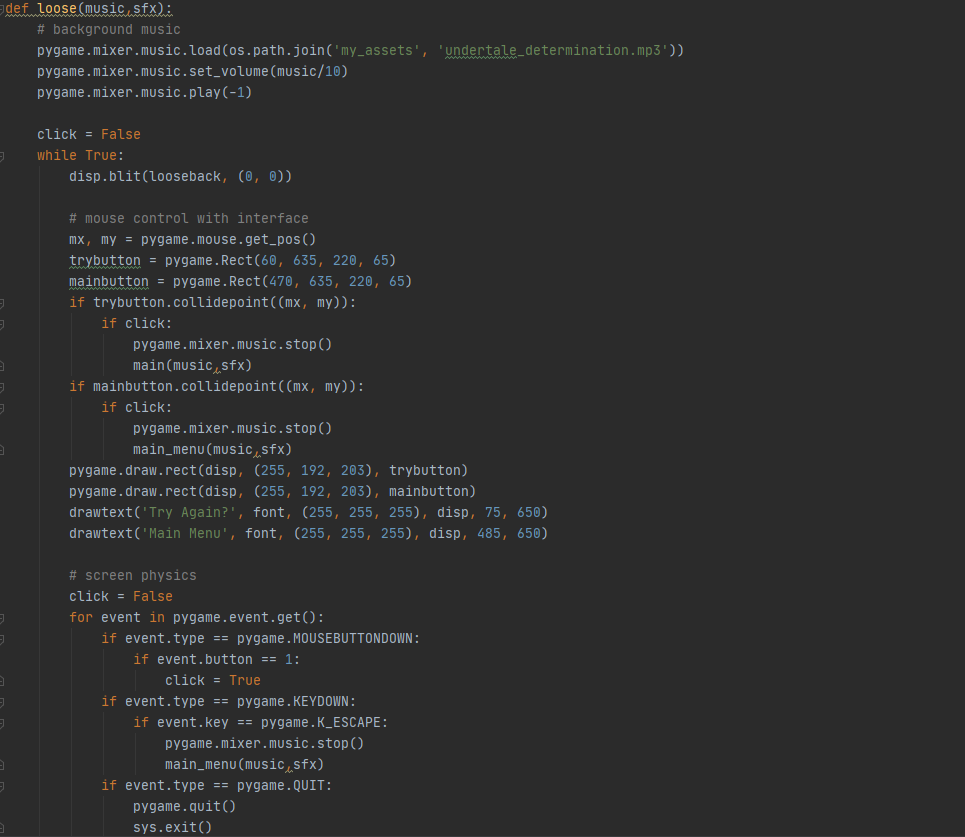 def loose(music,sfx):
    # background music
    pygame.mixer.music.load(os.path.join('my_assets', 'undertale_determination.mp3'))
    pygame.mixer.music.set_volume(music/10)
    pygame.mixer.music.play(-1)

    click = False
    while True:
        disp.blit(looseback, (0, 0))

        # mouse control with interface
        mx, my = pygame.mouse.get_pos()
        trybutton = pygame.Rect(60, 635, 220, 65)
        mainbutton = pygame.Rect(470, 635, 220, 65)
        if trybutton.collidepoint((mx, my)):
            if click:
                pygame.mixer.music.stop()
                main(music,sfx)
        if mainbutton.collidepoint((mx, my)):
            if click:
                pygame.mixer.music.stop()
                main_menu(music,sfx)
        pygame.draw.rect(disp, (255, 192, 203), trybutton)
        pygame.draw.rect(disp, (255, 192, 203), mainbutton)
        drawtext('Try Again?', font, (255, 255, 255), disp, 75, 650)
        drawtext('Main Menu', font, (255, 255, 255), disp, 485, 650)

        # screen physics
        click = False
        for event in pygame.event.get():
            if event.type == pygame.MOUSEBUTTONDOWN:
                if event.button == 1:
                    click = True
            if event.type == pygame.KEYDOWN:
                if event.key == pygame.K_ESCAPE:
                    pygame.mixer.music.stop()
                    main_menu(music,sfx)
            if event.type == pygame.QUIT:
                pygame.quit()
                sys.exit()